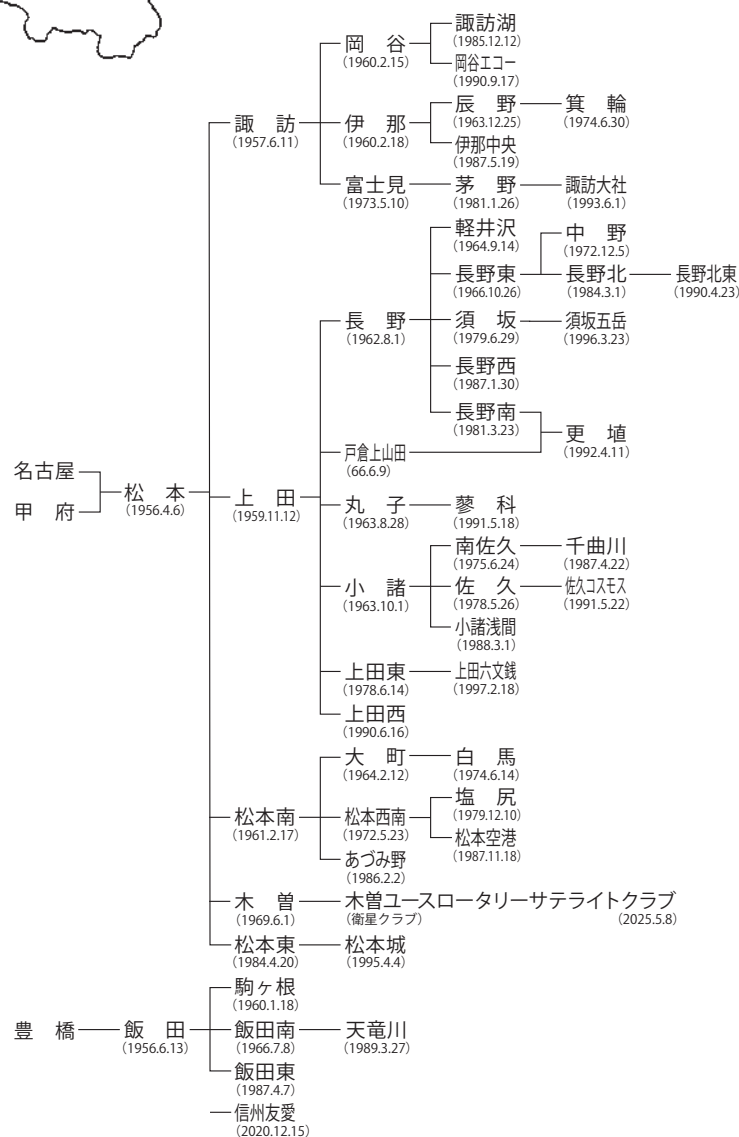 岡谷
(1960.2.15)
諏訪湖
(1985.12.12)
岡谷エコー
(1990.9.17)
諏訪
(1957.6.11)
伊那
(1960.2.18)
辰野
(1963.12.25)
箕輪
(1974.6.30)
伊那中央
(1987.5.19)
富士見
(1973.5.10)
茅野
(1981.1.26)
諏訪大社
(1993.6.1)
軽井沢
(1964.9.14)
中野
(1972.12.5)
長野東
(1966.10.26)
長野北
(1984.3.1)
長野北東
(1990.4.23)
長野
(1962.8.1)
須坂
(1979.6.29)
須坂五岳
(1996.3.23)
長野西
(1987.1.30)
長野南
(1981.3.23)
更埴
(1992.4.11)
戸倉上山田
(66.6.9)
名古屋
甲府
松本
(1956.4.6)
上田
(1959.11.12)
丸子
(1963.8.28)
蓼科
(1991.5.18)
南佐久
(1975.6.24)
千曲川
(1987.4.22)
小諸
(1963.10.1)
佐久
(1978.5.26)
佐久コスモス
(1991.5.22)
小諸浅間
(1988.3.1)
上田東
(1978.6.14)
上田六文銭
(1997.2.18)
上田西
(1990.6.16)
大町
(1964.2.12)
白馬
(1974.6.14)
松本南
(1961.2.17)
松本西南
(1972.5.23)
塩尻
(1979.12.10)
松本空港
(1987.11.18)
あづみ野
(1986.2.2)
木曽
(1969.6.1)
木曽ユースロータリーサテライトクラブ
(衛星クラブ) (2025.5.8)
松本東
(1984.4.20)
松本城
(1995.4.4)
駒ヶ根
(1960.1.18)
豊橋
飯田
(1956.6.13)
飯田南
(1966.7.8)
天竜川
(1989.3.27)
飯田東
(1987.4.7)
信州友愛
(2020.12.15)